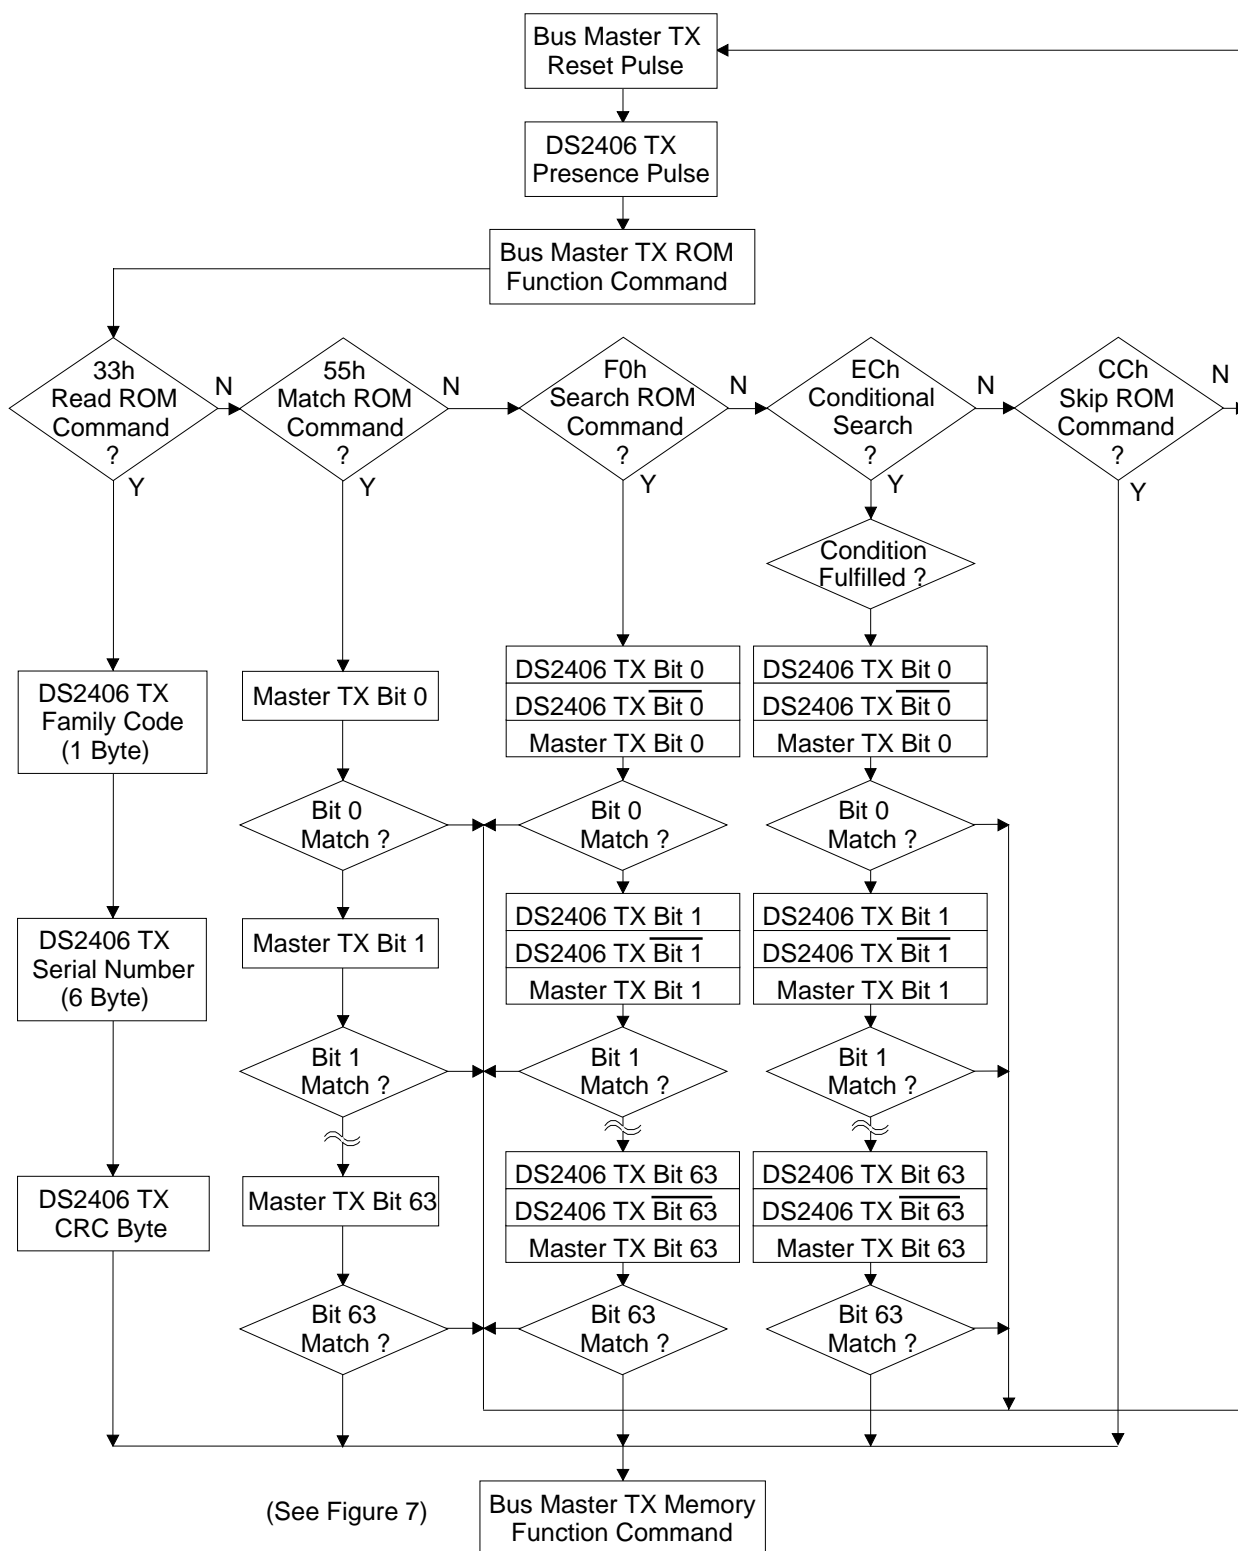 Bus Master TX
Reset Pulse
DS2406 TX
Presence Pulse
Bus Master TX ROM
Function Command
33h
Read ROM
Command
?
N
Y
55h
Match ROM
Command
?
N
Y
F0h
Search ROM
Command
?
N
Y
ECh
Conditional
Search
?
N
Y
CCh
Skip ROM
Command
?
N
Y
Condition
Fulfilled ?
DS2406 TX
Family Code
(1 Byte)
DS2406 TX
Serial Number
(6 Byte)
DS2406 TX
CRC Byte
Master TX Bit 0
Bit 0
Match ?
Master TX Bit 1
Bit 1
Match ?
Master TX Bit 63
Bit 63
Match ?
DS2406 TX Bit 0
DS2406 TX Bit 0
Master TX Bit 0
Bit 0
Match ?
DS2406 TX Bit 1
DS2406 TX Bit 1
Master TX Bit 1
Bit 1
Match ?
DS2406 TX Bit 63
DS2406 TX Bit 63
Master TX Bit 63
Bit 63
Match ?
DS2406 TX Bit 0
DS2406 TX Bit 0
Master TX Bit 0
Bit 0
Match ?
DS2406 TX Bit 1
DS2406 TX Bit 1
Master TX Bit 1
Bit 1
Match ?
DS2406 TX Bit 63
DS2406 TX Bit 63
Master TX Bit 63
Bit 63
Match ?
(See Figure 7)
Bus Master TX Memory
Function Command